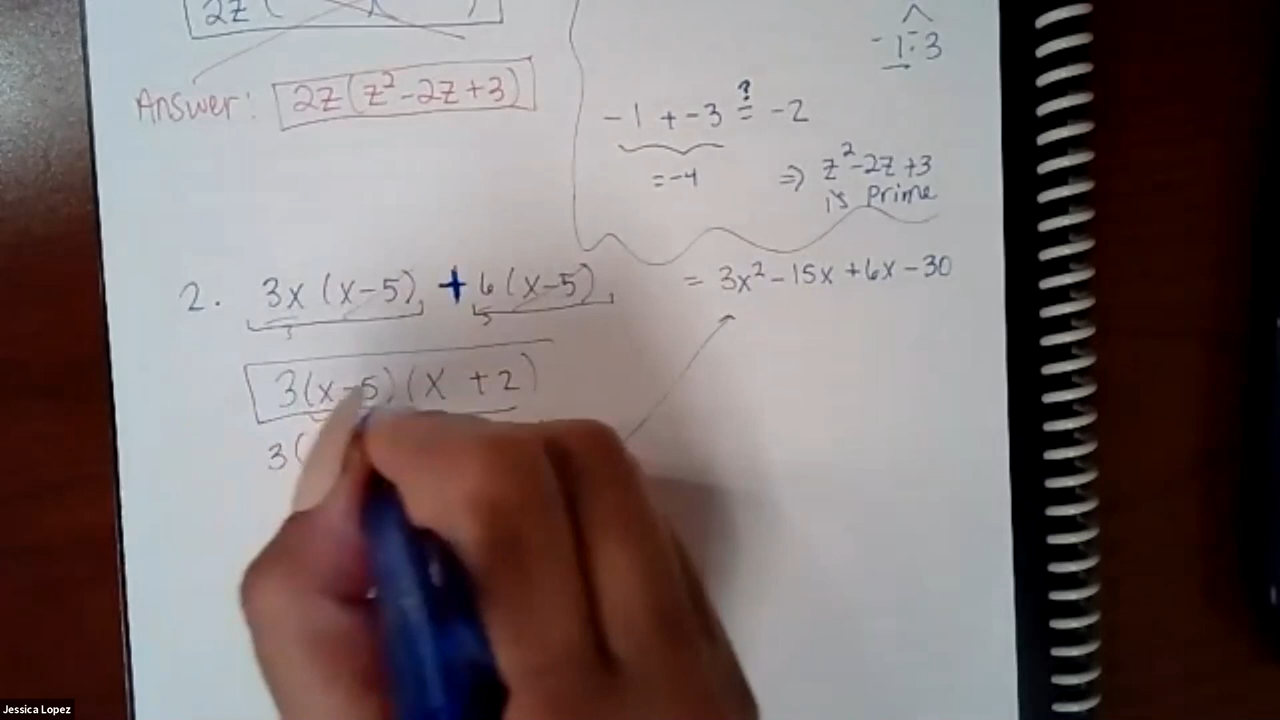 2z (
Answer: 2z(z²-2z+3)
- 1·3
-1 + -3 ≟ -2
= -4
⇒ z²-2z+3
is prime
2. 3x(x-5) + 6(x-5) = 3x² - 15x + 6x - 30
3(x-5)(x+2)
3(
Jessica Lopez